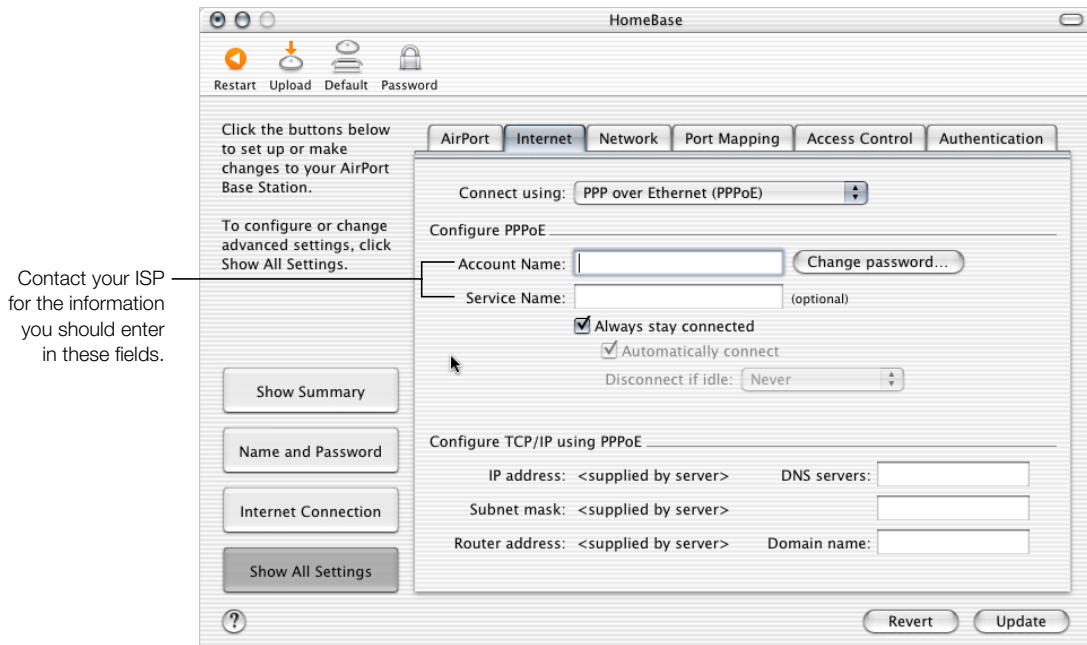 HomeBase
Restart Upload Default Password
Click the buttons below
to set up or make
changes to your AirPort
Base Station.
To configure or change
advanced settings, click
Show All Settings.
Contact your ISP
for the information
you should enter
in these fields.
Show Summary
Name and Password
Internet Connection
Show All Settings
AirPort Internet Network Port Mapping Access Control Authentication
Connect using: PPP over Ethernet (PPPoE)
Configure PPPoE
Account Name: Change password...
Service Name: (optional)
Always stay connected
Automatically connect
Disconnect if idle: Never
Configure TCP/IP using PPPoE
IP address: <supplied by server> DNS servers:
Subnet mask: <supplied by server>
Router address: <supplied by server> Domain name:
? Revert Update